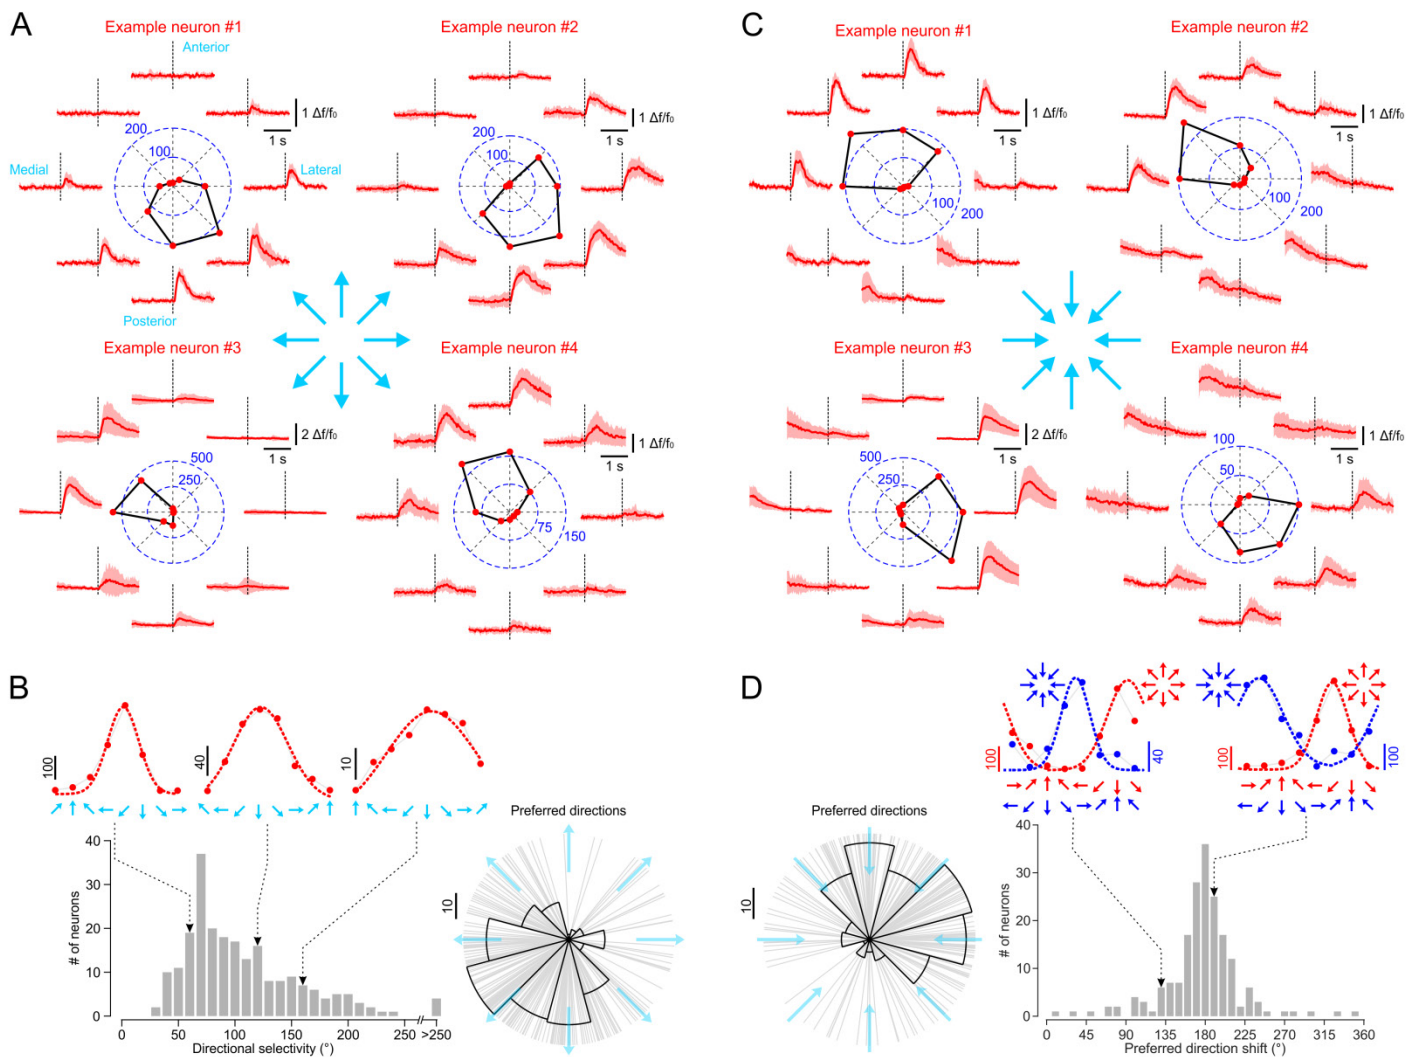 A
Example neuron #1
Anterior
Medial
Lateral
Posterior
200
100
1 Δf/f₀
1 s
Example neuron #2
200
100
1 Δf/f₀
1 s
Example neuron #3
500
250
2 Δf/f₀
1 s
Example neuron #4
75
150
1 Δf/f₀
1 s
C
Example neuron #1
100
200
1 Δf/f₀
1 s
Example neuron #2
100
200
1 Δf/f₀
1 s
Example neuron #3
500
250
2 Δf/f₀
1 s
Example neuron #4
100
50
1 Δf/f₀
1 s
B
100
40
10
# of neurons
40
30
20
10
0
0
50
100
150
200
250
>250
Directional selectivity (°)
Preferred directions
10
D
Preferred directions
10
100
40
100
100
# of neurons
40
30
20
10
0
0
45
90
135
180
225
270
315
360
Preferred direction shift (°)